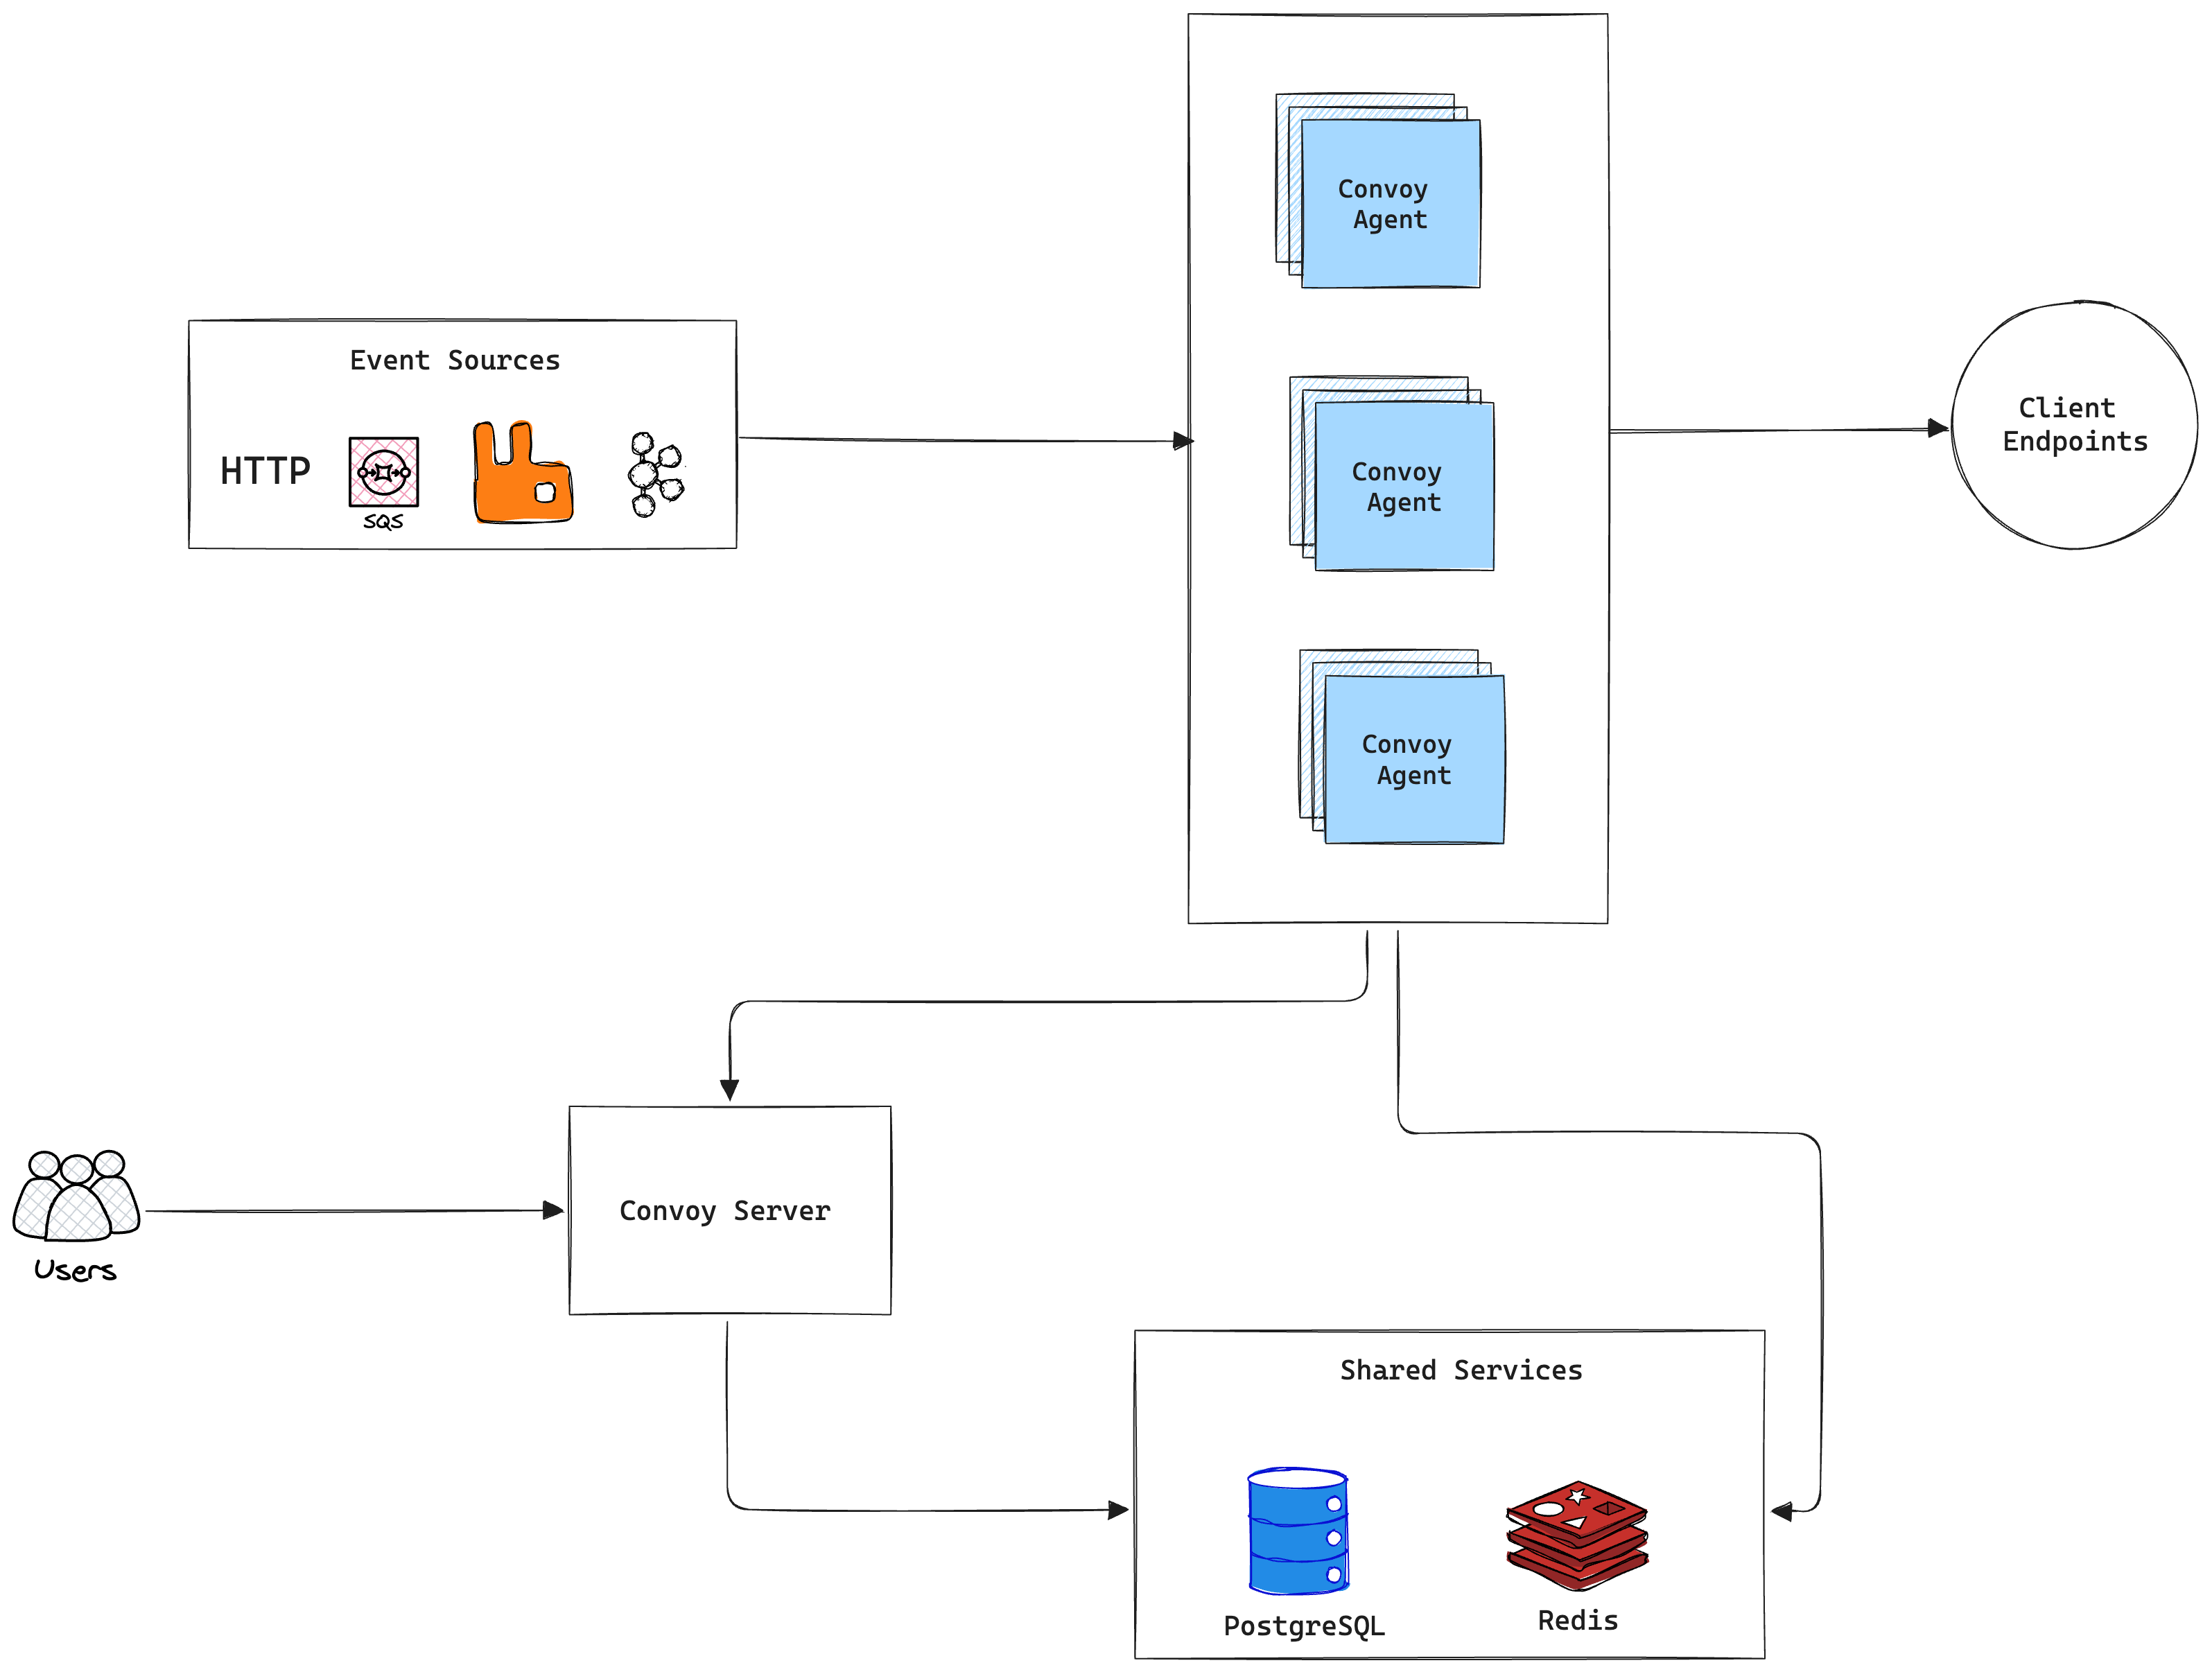 Convoy
Agent
Event Sources
HTTP
SQS
Convoy
Agent
Client
Endpoints
Convoy
Agent
Convoy Server
Users
Shared Services
PostgreSQL
Redis